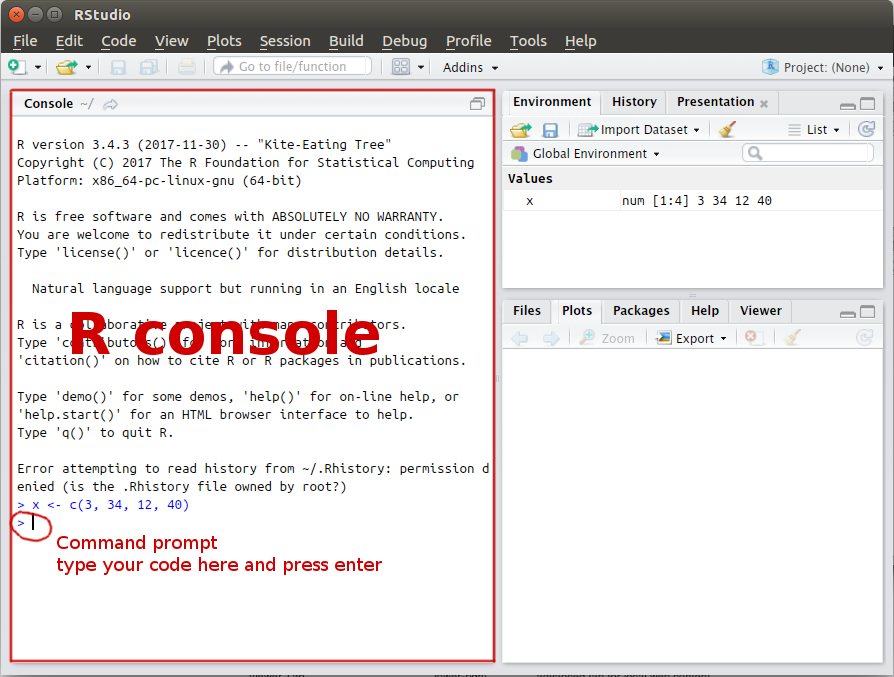 RStudio
File Edit Code View Plots Session Build Debug Profile Tools Help
Go to file/function Addins Project: (None)
Console ~/
R version 3.4.3 (2017-11-30) -- "Kite-Eating Tree"
Copyright (C) 2017 The R Foundation for Statistical Computing
Platform: x86_64-pc-linux-gnu (64-bit)
R is free software and comes with ABSOLUTELY NO WARRANTY.
You are welcome to redistribute it under certain conditions.
Type 'license()' or 'licence()' for distribution details.
Natural language support but running in an English locale
R is a collaborative project with many contributors.
Type 'contributors()' for more information and
'citation()' on how to cite R or R packages in publications.
R console
Type 'demo()' for some demos, 'help()' for on-line help, or
'help.start()' for an HTML browser interface to help.
Type 'q()' to quit R.
Error attempting to read history from ~/.Rhistory: permission d
enied (is the .Rhistory file owned by root?)
> x <- c(3, 34, 12, 40)
>
Command prompt
type your code here and press enter
Environment History Presentation
Import Dataset List
Global Environment
Values
x num [1:4] 3 34 12 40
Files Plots Packages Help Viewer
Zoom Export